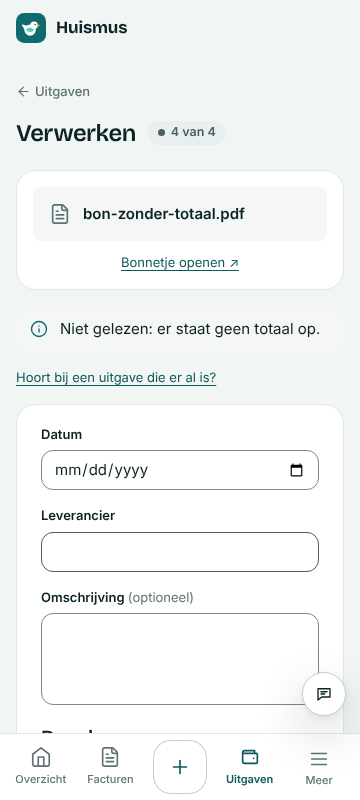 Huismus
← Uitgaven
Verwerken
4 van 4
bon-zonder-totaal.pdf
Bonnetje openen ↗
Niet gelezen: er staat geen totaal op.
Hoort bij een uitgave die er al is?
Datum
mm/dd/yyyy
Leverancier
Omschrijving (optioneel)
Overzicht
Facturen
Uitgaven
Meer